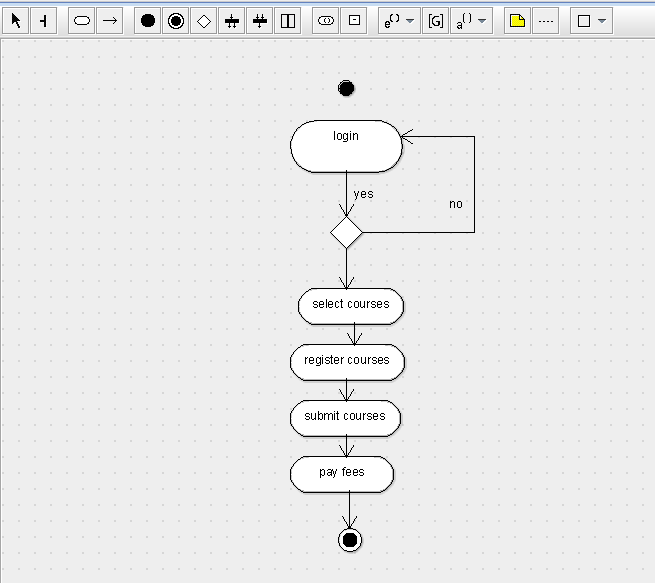 e
[G]
a
login
yes
no
select courses
register courses
submit courses
pay fees